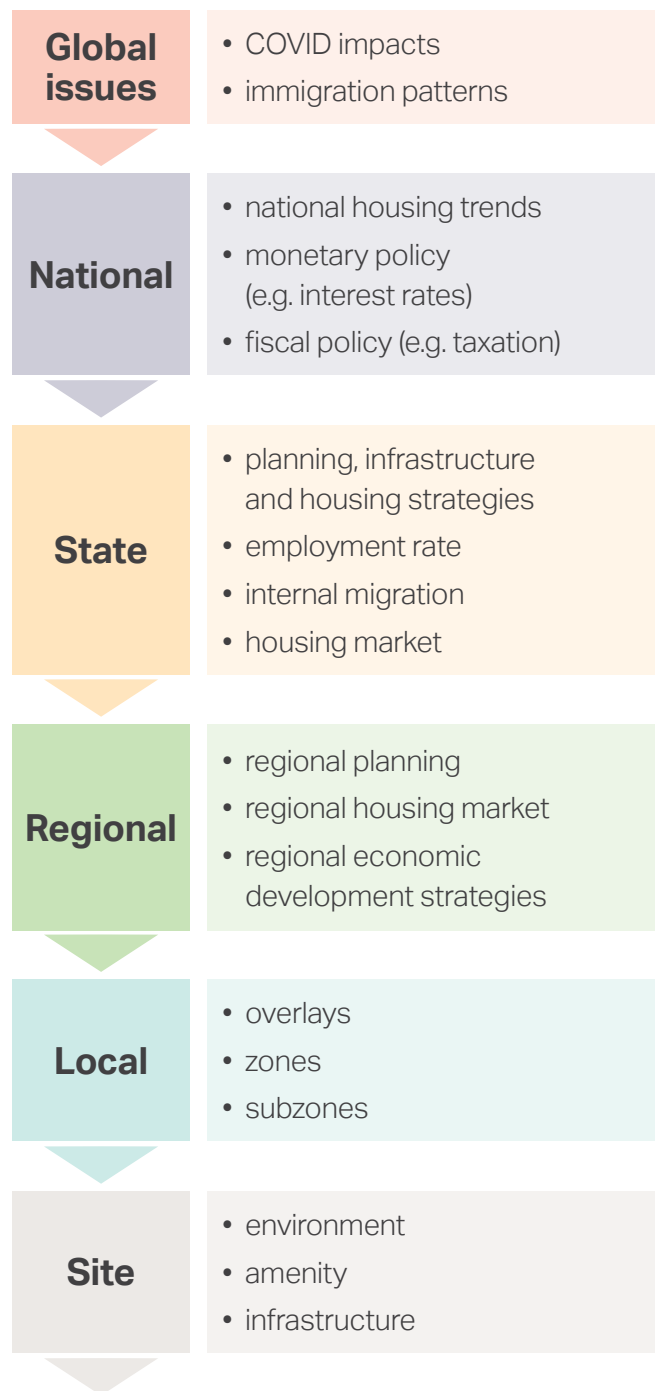 Global
issues
• COVID impacts
• immigration patterns
National
• national housing trends
• monetary policy
(e.g. interest rates)
• fiscal policy (e.g. taxation)
State
• planning, infrastructure
and housing strategies
• employment rate
• internal migration
• housing market
Regional
• regional planning
• regional housing market
• regional economic
development strategies
Local
• overlays
• zones
• subzones
Site
• environment
• amenity
• infrastructure